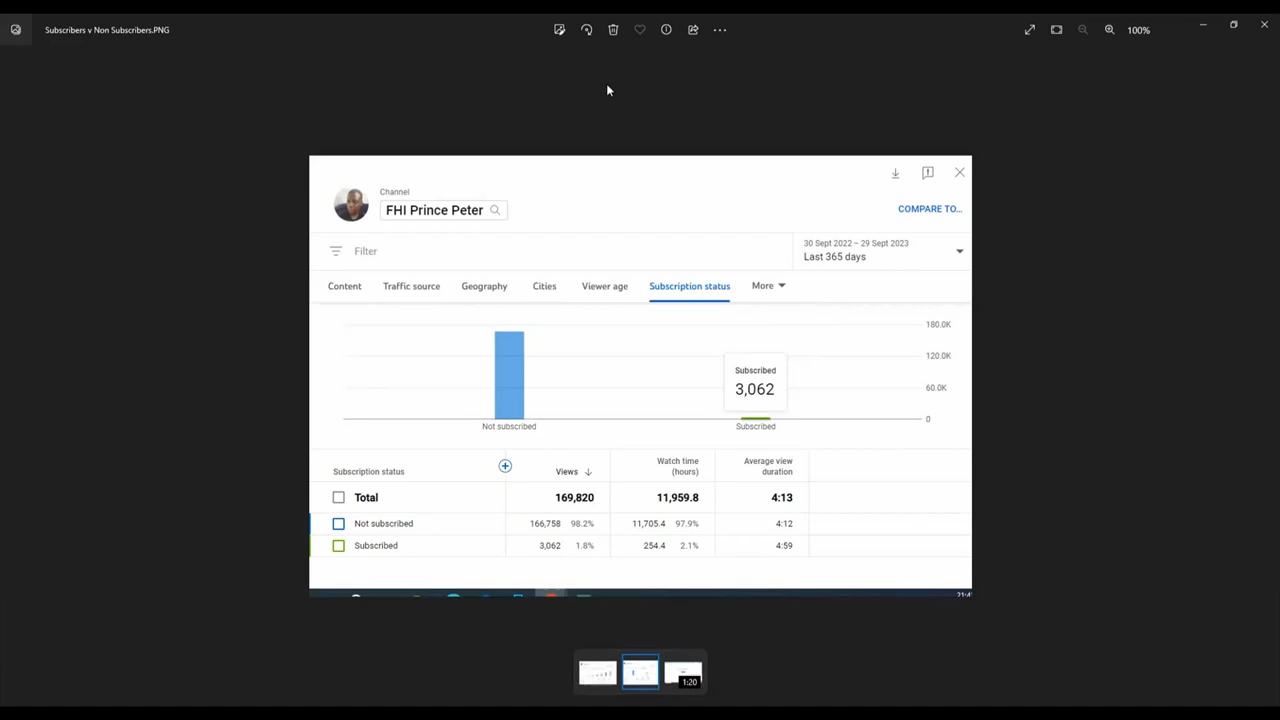 Subscribers v Non Subscribers.PNG
100%
Channel
FHI Prince Peter
COMPARE TO...
Filter
30 Sept 2022 – 29 Sept 2023
Last 365 days
Content Traffic source Geography Cities Viewer age Subscription status More
180.0K
120.0K
60.0K
0
Subscribed
3,062
Not subscribed Subscribed
Subscription status Views Watch time (hours) Average view duration
Total 169,820 11,959.8 4:13
Not subscribed 166,758 98.2% 11,705.4 97.9% 4:12
Subscribed 3,062 1.8% 254.4 2.1% 4:59
1:20